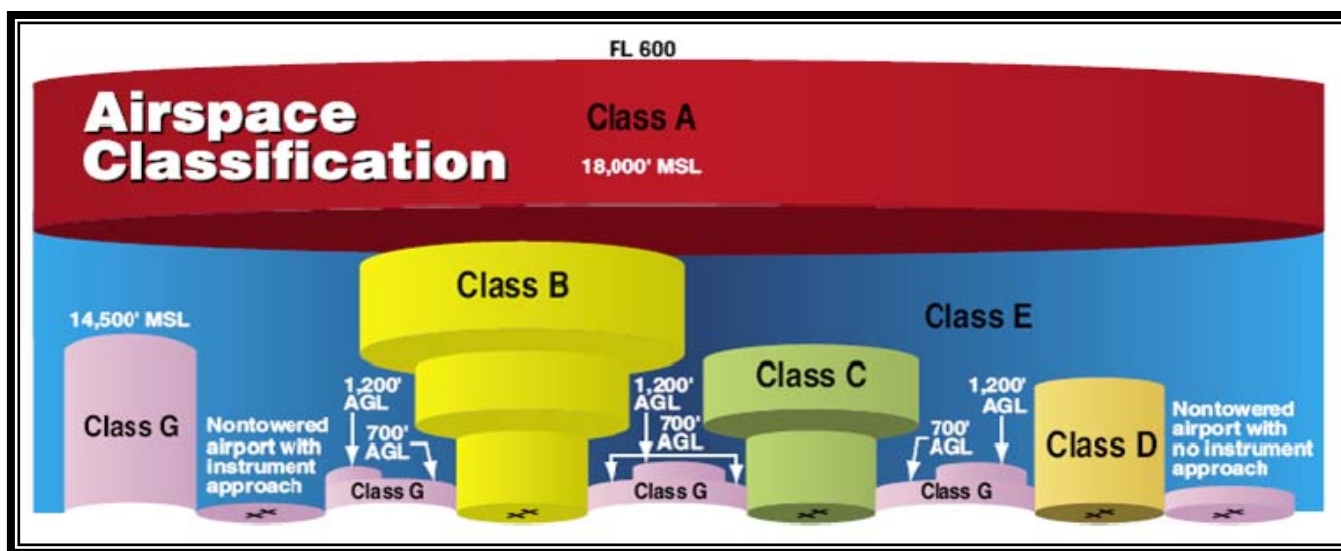 FL 600
Airspace
Classification
Class A
18,000' MSL
Class B
Class E
14,500' MSL
Class C
1,200'
AGL
1,200'
AGL
1,200'
AGL
700'
AGL
700'
AGL
700'
AGL
Class G
Nontowered
airport with
instrument
approach
Class G
Class G
Class G
Class D
Nontowered
airport with
no instrument
approach